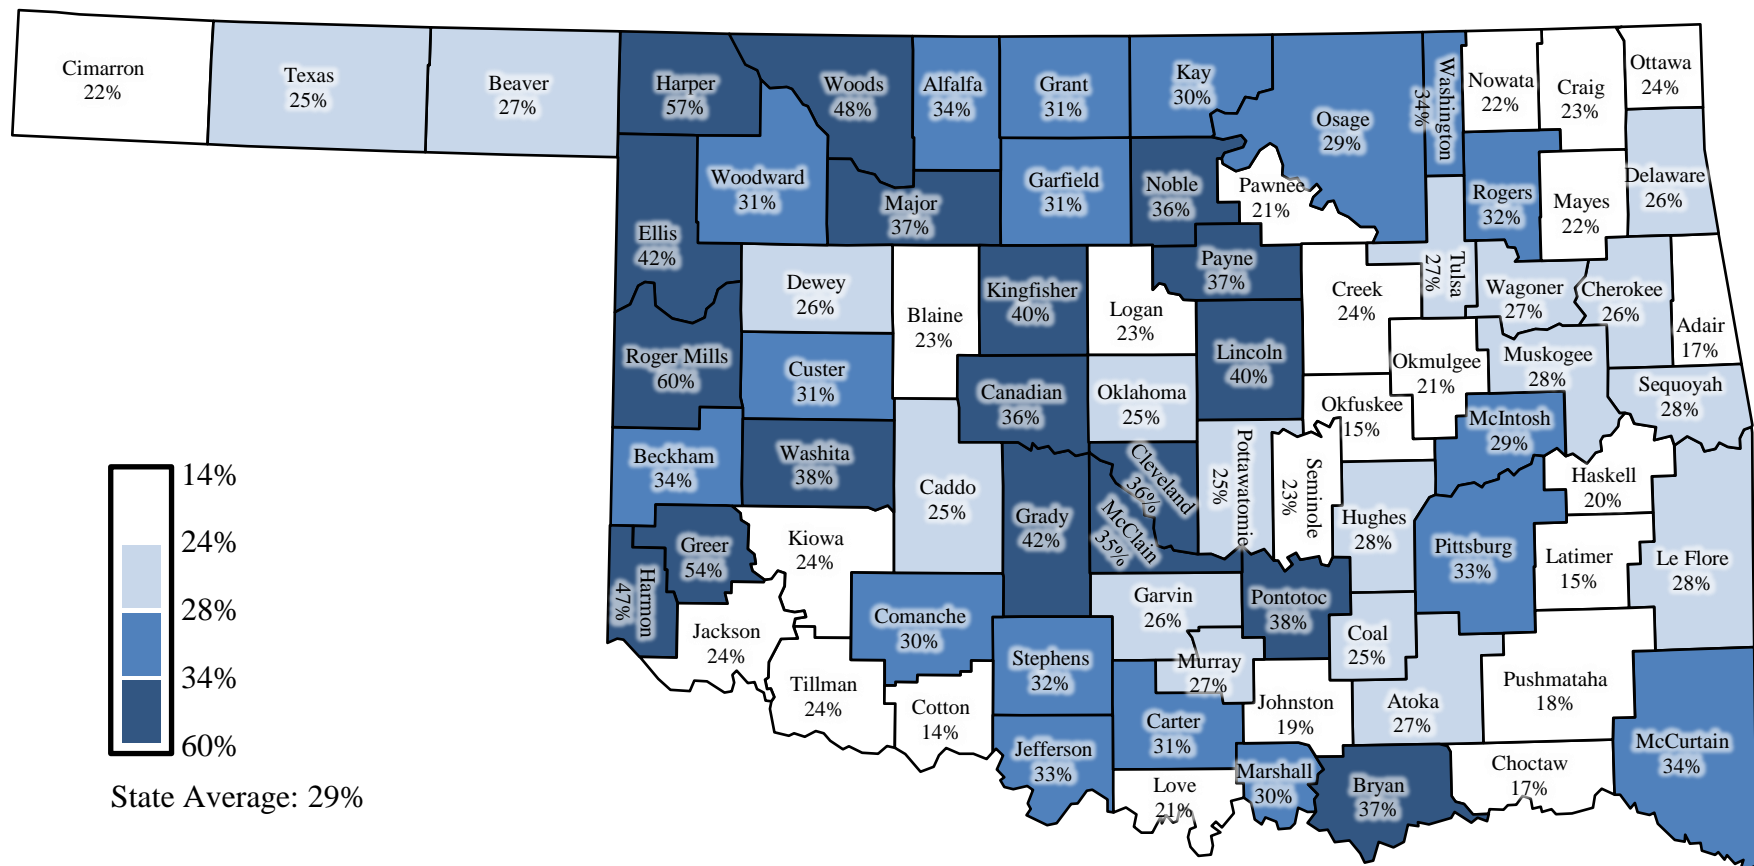 Cimarron
22%
Texas
25%
Beaver
27%
Harper
57%
Woods
48%
Alfalfa
34%
Grant
31%
Kay
30%
Osage
29%
Washington
34%
Nowata
22%
Craig
23%
Ottawa
24%
Woodward
31%
Major
37%
Garfield
31%
Noble
36%
Pawnee
21%
Rogers
32%
Mayes
22%
Delaware
26%
Ellis
42%
Dewey
26%
Blaine
23%
Kingfisher
40%
Logan
23%
Payne
37%
Creek
24%
Tulsa
27%
Wagoner
27%
Cherokee
26%
Adair
17%
Roger Mills
60%
Custer
31%
Canadian
36%
Oklahoma
25%
Lincoln
40%
Okmulgee
21%
Muskogee
28%
Sequoyah
28%
Okfuskee
15%
McIntosh
29%
Beckham
34%
Washita
38%
Caddo
25%
Grady
42%
Cleveland
36%
McClain
35%
Pottawatomie
25%
Seminole
23%
Hughes
28%
Haskell
20%
Pittsburg
33%
Latimer
15%
Le Flore
28%
Greer
54%
Kiowa
24%
Harmon
47%
Jackson
24%
Comanche
30%
Garvin
26%
Pontotoc
38%
Coal
25%
Stephens
32%
Murray
27%
Tillman
24%
Cotton
14%
Johnston
19%
Atoka
27%
Pushmataha
18%
Carter
31%
Jefferson
33%
McCurtain
34%
Love
21%
Marshall
30%
Bryan
37%
Choctaw
17%
14%
24%
28%
34%
60%
State Average: 29%